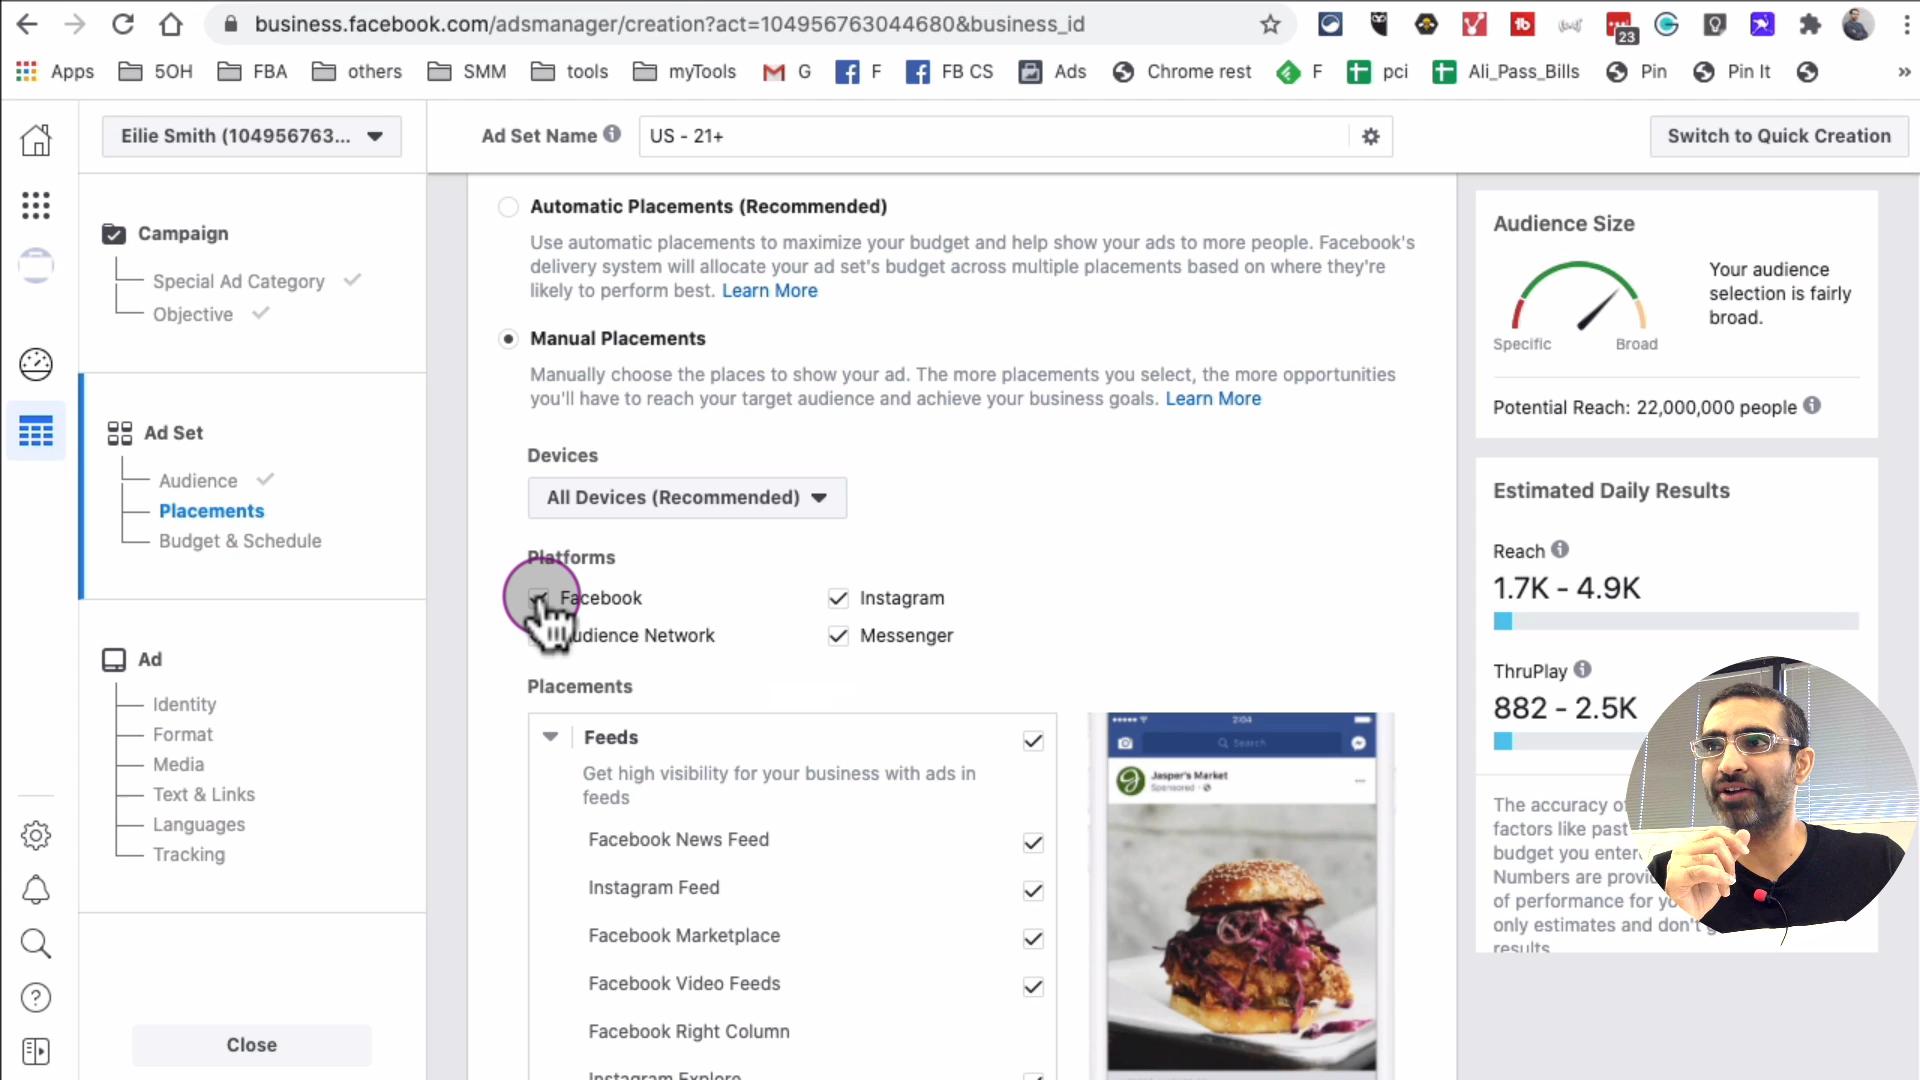 business.facebook.com/adsmanager/creation?act=104956763044680&business_id
23
Apps
5OH
FBA
others
SMM
tools
myTools
G
F
FB CS
Ads
Chrome rest
F
pci
Ali_Pass_Bills
Pin
Pin It
»
Eilie Smith (104956763...
Ad Set Name
US - 21+
Switch to Quick Creation
Campaign
Special Ad Category
Objective
Ad Set
Audience
Placements
Budget & Schedule
Ad
Identity
Format
Media
Text & Links
Languages
Tracking
Close
Automatic Placements (Recommended)
Use automatic placements to maximize your budget and help show your ads to more people. Facebook's
delivery system will allocate your ad set's budget across multiple placements based on where they're
likely to perform best. Learn More
Manual Placements
Manually choose the places to show your ad. The more placements you select, the more opportunities
you'll have to reach your target audience and achieve your business goals. Learn More
Devices
All Devices (Recommended)
Platforms
Facebook
Instagram
Audience Network
Messenger
Placements
Feeds
Get high visibility for your business with ads in
feeds
Facebook News Feed
Instagram Feed
Facebook Marketplace
Facebook Video Feeds
Facebook Right Column
Instagram Explore
2:04
Search
Jasper's Market
Sponsored
Audience Size
Specific
Broad
Your audience
selection is fairly
broad.
Potential Reach: 22,000,000 people
Estimated Daily Results
Reach
1.7K - 4.9K
ThruPlay
882 - 2.5K
The accuracy
factors like past
budget you
Numbers are
of performance for
only estimates and don't
results